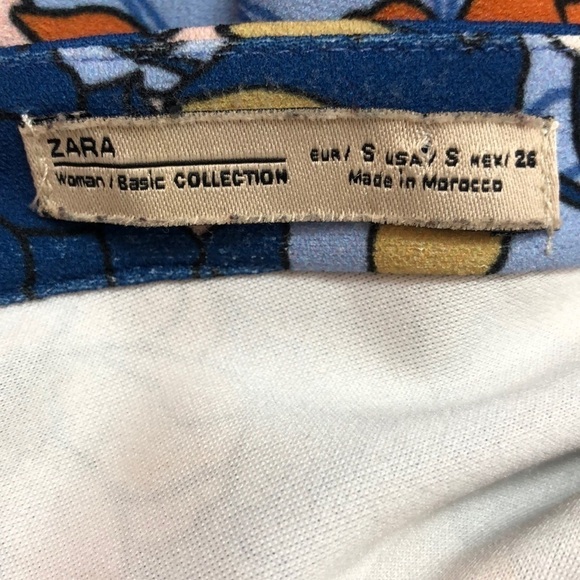 ZARA
Woman / Basic COLLECTION
EUR/ S USA/ S MEX/ 26
Made in Morocco